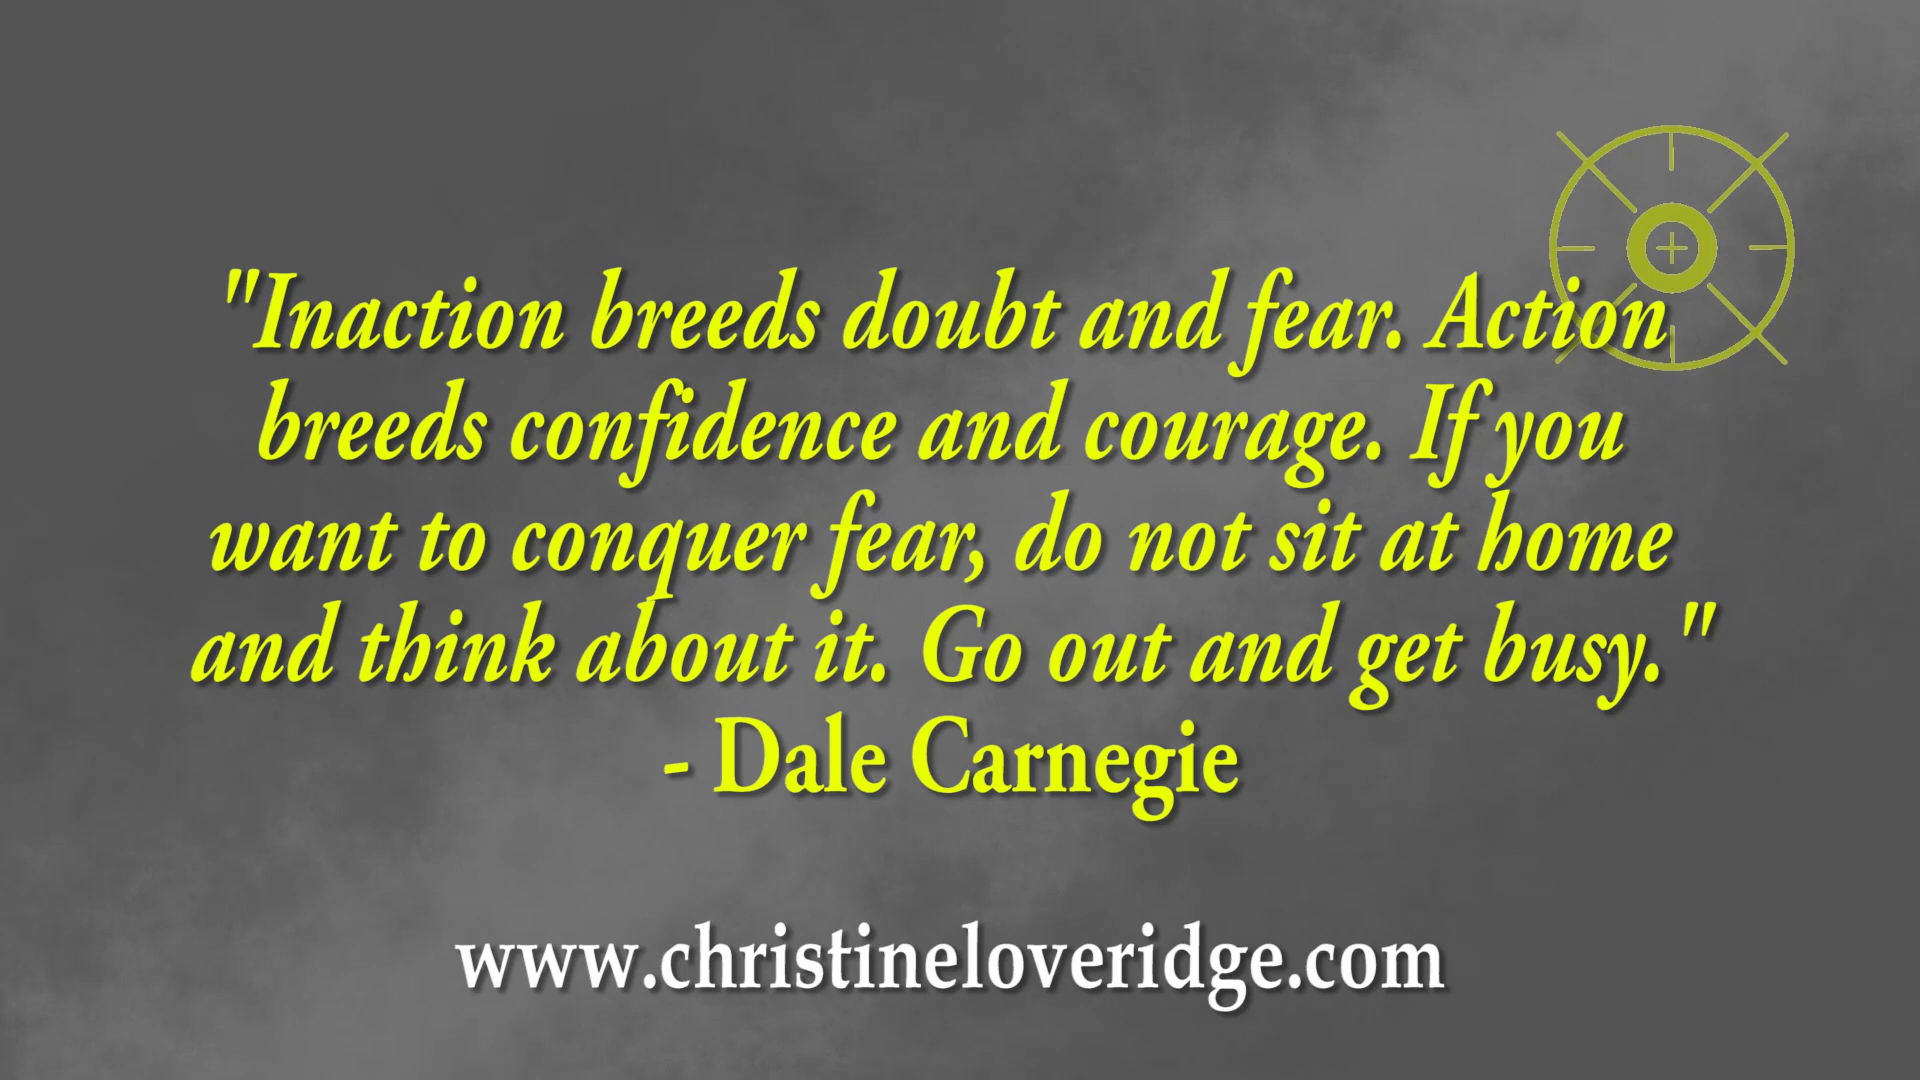 "Inaction breeds doubt and fear. Action
breeds confidence and courage. If you
want to conquer fear, do not sit at home
and think about it. Go out and get busy."
- Dale Carnegie
www.christineloveridge.com